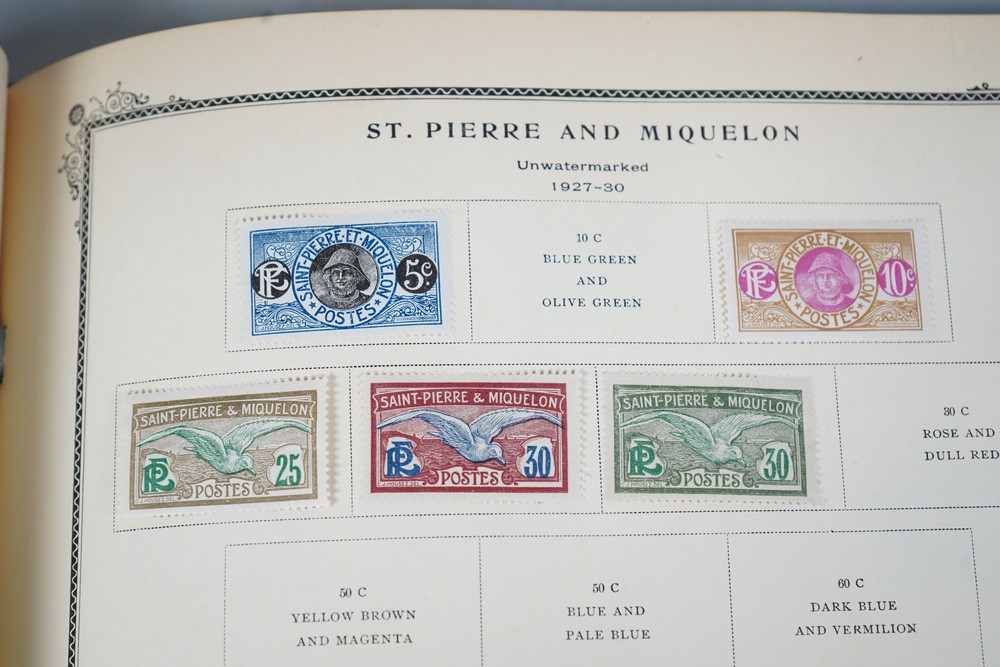 ST. PIERRE AND MIQUELON
Unwatermarked
1927-30
SAINT-PIERRE-ET-MIQUELON
RF
5c
POSTES
10 C
BLUE GREEN
AND
OLIVE GREEN
SAINT-PIERRE-ET-MIQUELON
RF
10c
POSTES
SAINT-PIERRE & MIQUELON
RF
25
POSTES
SAINT-PIERRE & MIQUELON
RF
30
POSTES
SAINT-PIERRE & MIQUELON
RF
30
POSTES
30 C
ROSE AND
DULL RED
50 C
YELLOW BROWN
AND MAGENTA
50 C
BLUE AND
PALE BLUE
60 C
DARK BLUE
AND VERMILION